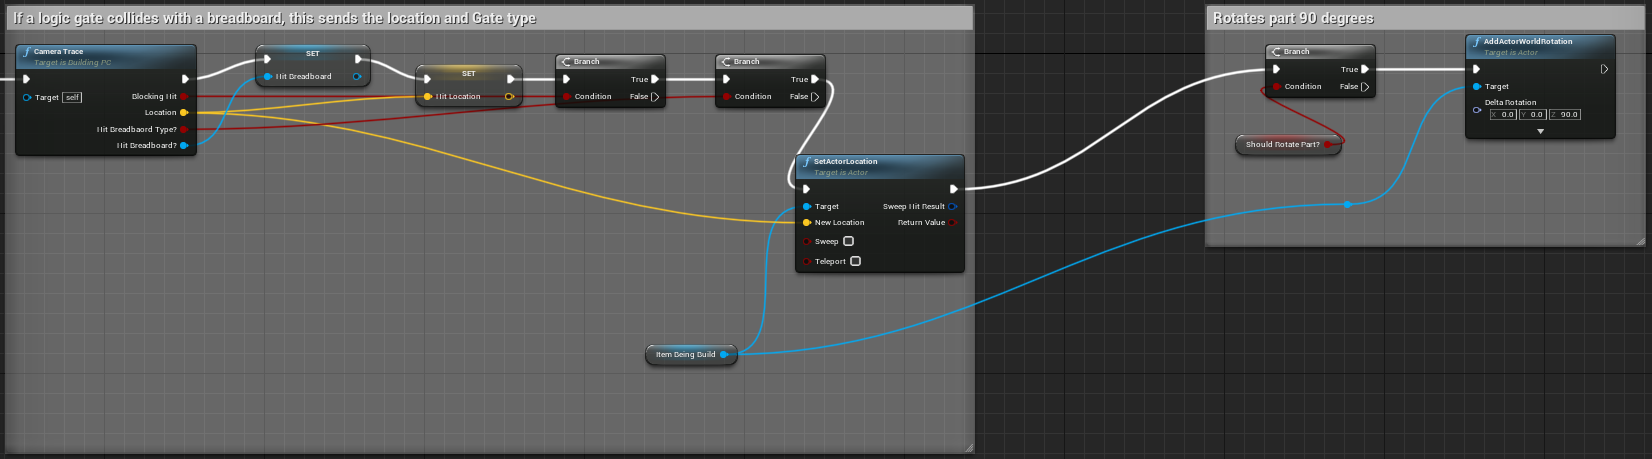 If a logic gate collides with a breadboard, this sends the location and Gate type
Camera Trace
Target is Building PC
Target self
Blocking Hit
Location
Hit Breadbaord Type?
Hit Breadboard?
SET
Hit Breadboard
SET
Hit Location
Branch
True
Condition False
Branch
True
Condition False
SetActorLocation
Target is Actor
Target Sweep Hit Result
New Location Return Value
Sweep
Teleport
Item Being Build
Rotates part 90 degrees
Branch
True
Condition False
Should Rotate Part?
AddActorWorldRotation
Target is Actor
Target
Delta Rotation
X 0.0 Y 0.0 Z 90.0